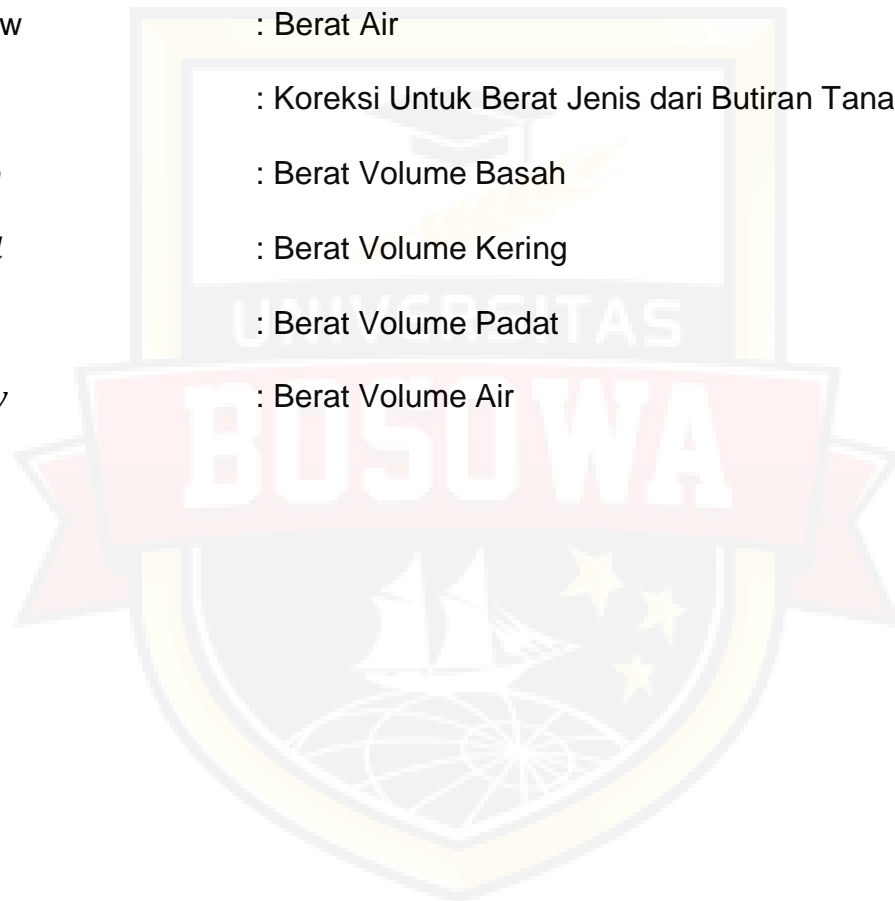 w : Berat Air
: Koreksi Untuk Berat Jenis dari Butiran Tana
: Berat Volume Basah
: Berat Volume Kering
: Berat Volume Padat
: Berat Volume Air
UNIVERSITAS
BOSOWA